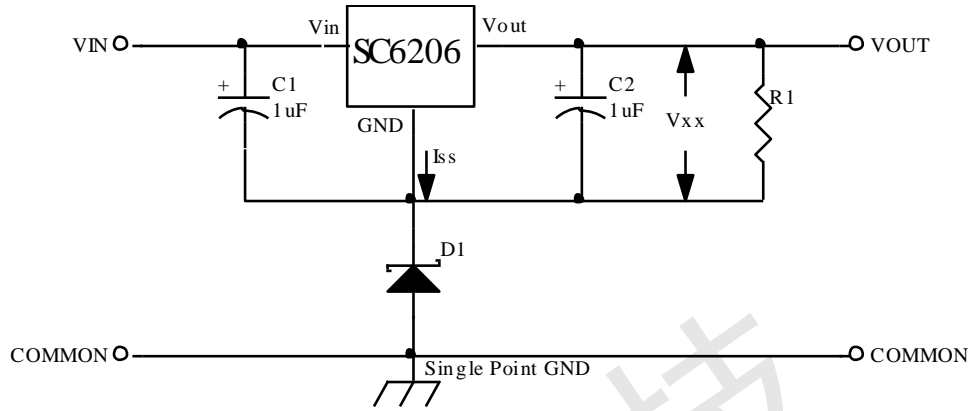 Vin
Vout
VIN
SC6206
VOUT
+
C1
1uF
+
C2
1uF
R1
GND
Vxx
Iss
D1
COMMON
Single Point GND
COMMON